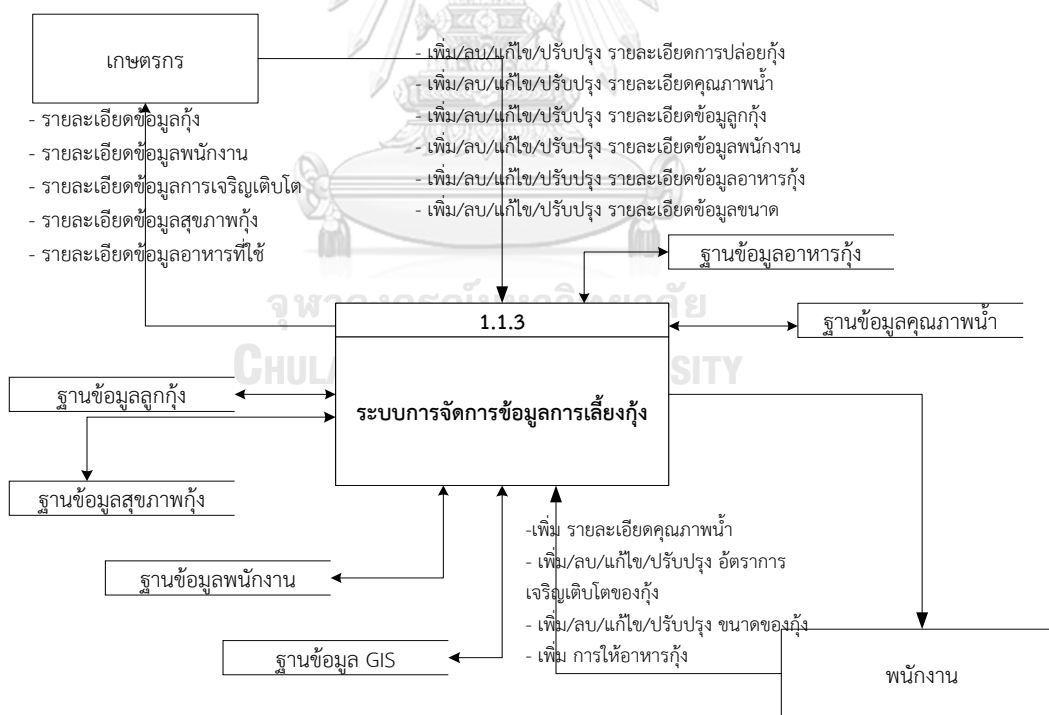 เกษตรกร
- เพิ่ม/ลบ/แก้ไข/ปรับปรุง รายละเอียดการปล่อยกุ้ง
- เพิ่ม/ลบ/แก้ไข/ปรับปรุง รายละเอียดคุณภาพน้ำ
- เพิ่ม/ลบ/แก้ไข/ปรับปรุง รายละเอียดข้อมูลลูกกุ้ง
- เพิ่ม/ลบ/แก้ไข/ปรับปรุง รายละเอียดข้อมูลพนักงาน
- เพิ่ม/ลบ/แก้ไข/ปรับปรุง รายละเอียดข้อมูลอาหารกุ้ง
- เพิ่ม/ลบ/แก้ไข/ปรับปรุง รายละเอียดข้อมูลขนาด
- รายละเอียดข้อมูลกุ้ง
- รายละเอียดข้อมูลพนักงาน
- รายละเอียดข้อมูลการเจริญเติบโต
- รายละเอียดข้อมูลสุขภาพกุ้ง
- รายละเอียดข้อมูลอาหารที่ใช้
ฐานข้อมูลอาหารกุ้ง
จุฬาลงกรณ์มหาวิทยาลัย
1.1.3
ฐานข้อมูลคุณภาพน้ำ
ฐานข้อมูลลูกกุ้ง
ระบบการจัดการข้อมูลการเลี้ยงกุ้ง
ฐานข้อมูลสุขภาพกุ้ง
-เพิ่ม รายละเอียดคุณภาพน้ำ
- เพิ่ม/ลบ/แก้ไข/ปรับปรุง อัตราการ
เจริญเติบโตของกุ้ง
- เพิ่ม/ลบ/แก้ไข/ปรับปรุง ขนาดของกุ้ง
- เพิ่ม การให้อาหารกุ้ง
ฐานข้อมูลพนักงาน
ฐานข้อมูล GIS
พนักงาน